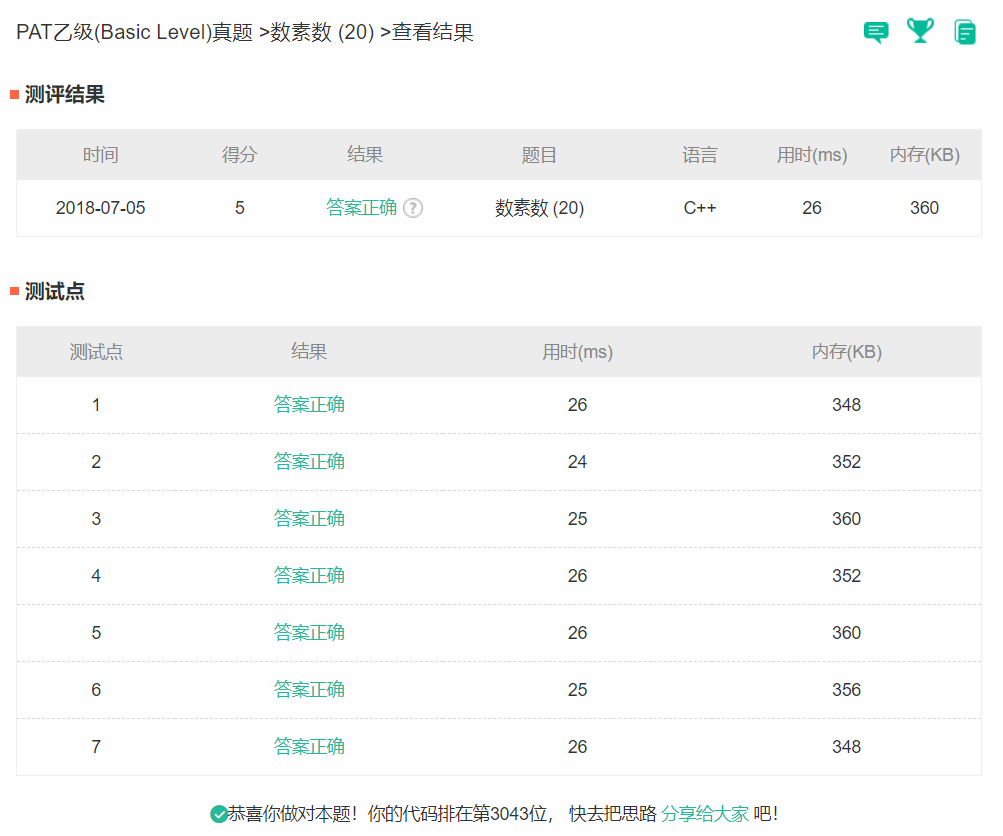 PAT乙级(Basic Level)真题 >数素数 (20) >查看结果
测评结果
时间 得分 结果 题目 语言 用时(ms) 内存(KB)
2018-07-05 5 答案正确 ? 数素数 (20) C++ 26 360
测试点
测试点 结果 用时(ms) 内存(KB)
1 答案正确 26 348
2 答案正确 24 352
3 答案正确 25 360
4 答案正确 26 352
5 答案正确 26 360
6 答案正确 25 356
7 答案正确 26 348
恭喜你做对本题！你的代码排在第3043位， 快去把思路 分享给大家 吧！